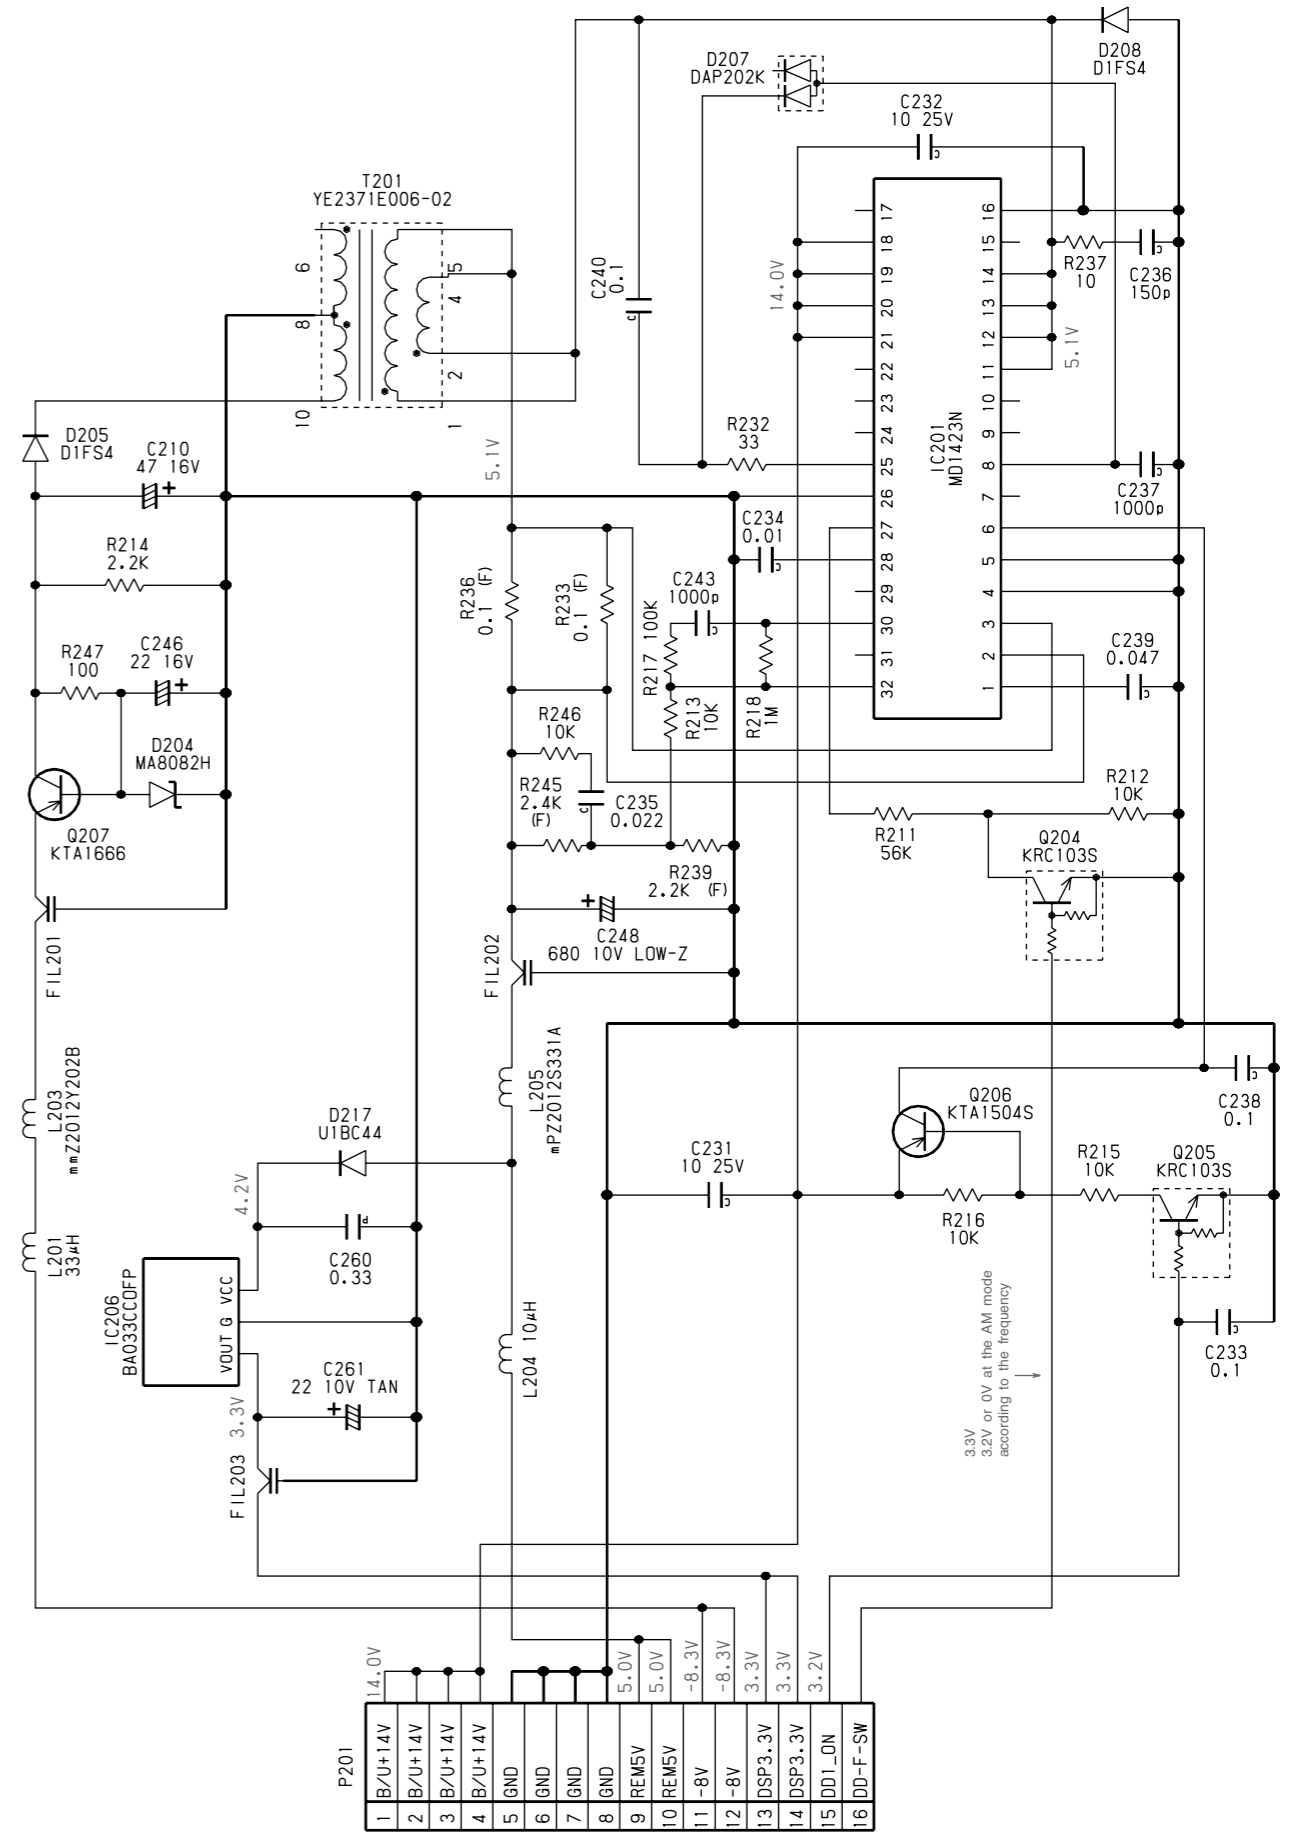 D207
DAP202K
D208
D1FS4
C232
10 25V
T201
YE2371E006-02
6
8
10
5
4
2
1
C240
0.1
14.0V
17
18
19
20
21
22
23
24
25
26
27
28
29
30
31
32
IC201
MD1423N
16
15
14
13
12
11
10
9
8
7
6
5
4
3
2
1
R237
10
C236
150p
5.1V
D205
D1FS4
C210
47 16V
5.1V
R232
33
C237
1000p
C234
0.01
R214
2.2K
R236
0.1 (F)
R233
0.1 (F)
C243
1000p
R217 100K
R247
100
C246
22 16V
C239
0.047
R213
10K
R218
1M
R246
10K
D204
MA8082H
R245
2.4K
(F)
C235
0.022
R212
10K
R211
56K
Q207
KTA1666
Q204
KRC103S
R239
2.2K (F)
C248
680 10V LOW-Z
FIL201
FIL202
L203
mmZ2012Y202B
L205
mPZ2012S331A
Q206
KTA1504S
C238
0.1
D217
U1BC44
C231
10 25V
R215
10K
Q205
KRC103S
4.2V
R216
10K
L201
33μH
C260
0.33
IC206
BA033CC0FP
VCC
G
VOUT
L204 10μH
C233
0.1
C261
22 10V TAN
3.3V
3.3V
3.2V or 0V at the AM mode
according to the frequency
FIL203
14.0V
5.0V
5.0V
-8.3V
-8.3V
3.3V
3.3V
3.2V
P201
1 B/U+14V
2 B/U+14V
3 B/U+14V
4 B/U+14V
5 GND
6 GND
7 GND
8 GND
9 REM5V
10 REM5V
11 -8V
12 -8V
13 DSP3.3V
14 DSP3.3V
15 DD1_ON
16 DD-F-SW